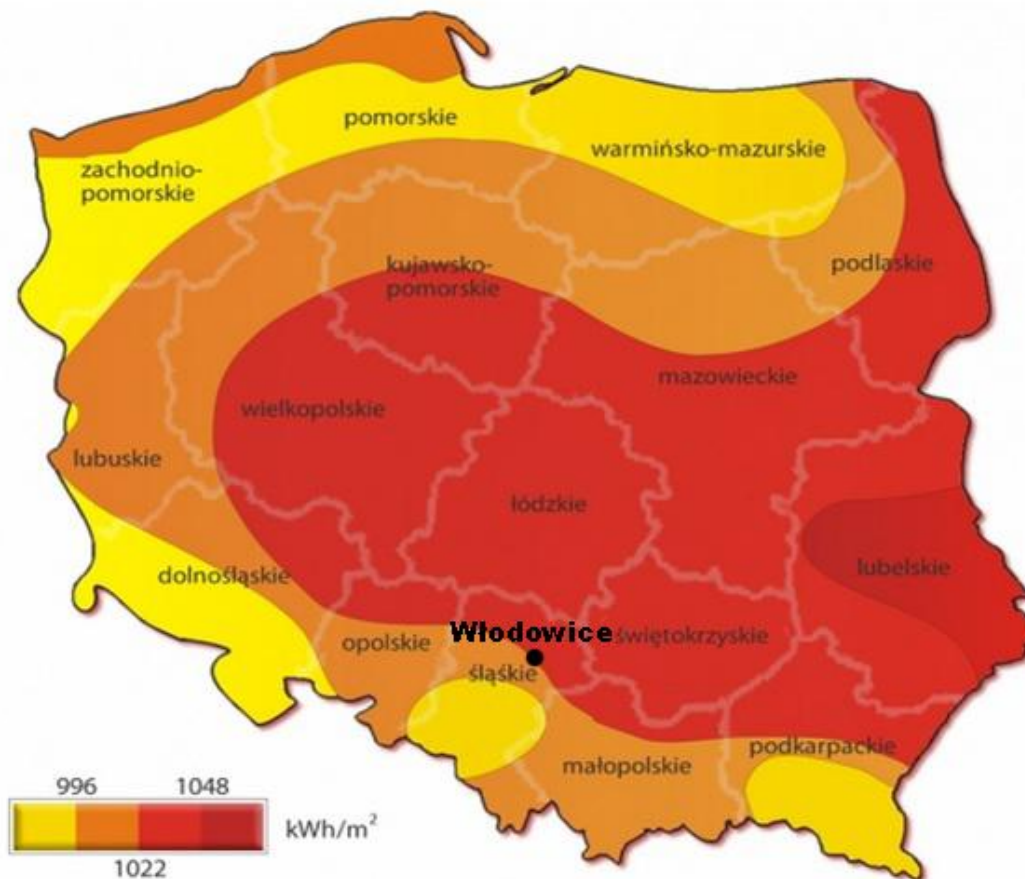 pomorskie
warmińsko-mazurskie
zachodnio-
pomorskie
podlaskie
kujawsko-
pomorskie
mazowieckie
wielkopolskie
lubuskie
łódzkie
lubelskie
dolnośląskie
Włodowice
świętokrzyskie
opolskie
śląśkie
podkarpackie
małopolskie
996 1048
kWh/m²
1022